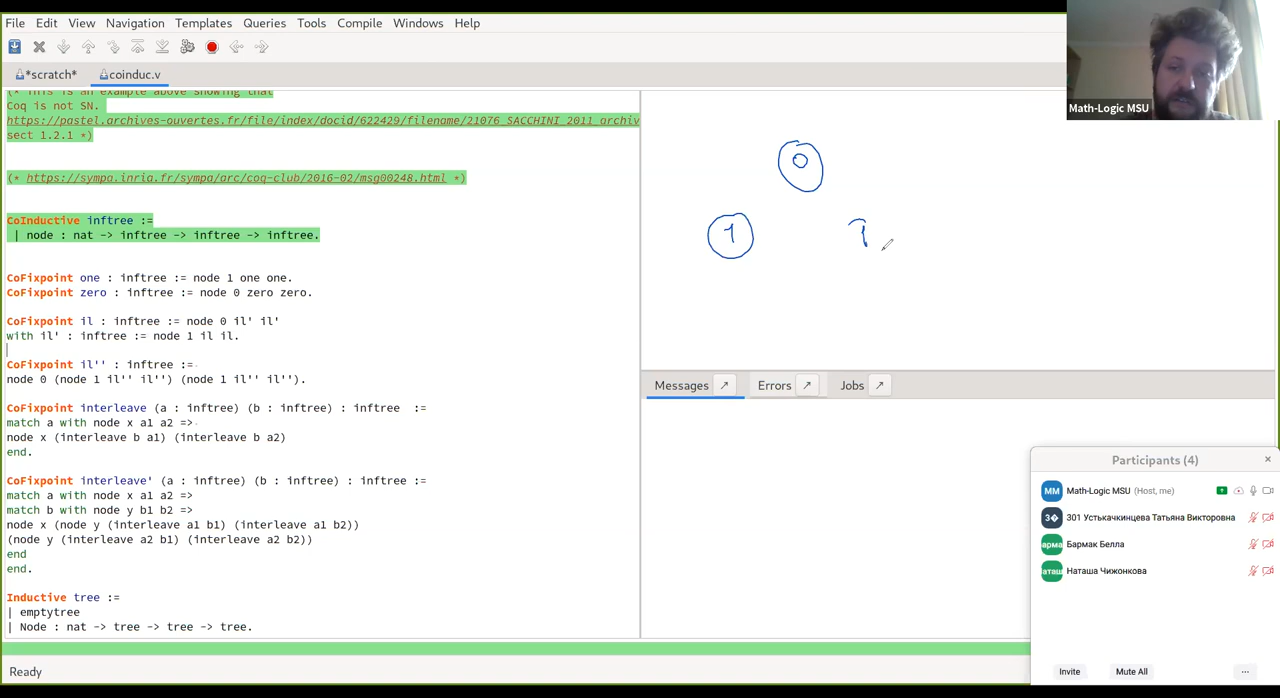 File Edit View Navigation Templates Queries Tools Compile Windows Help
*scratch* coinduc.v
(* This is an example above showing that
Coq is not SN.
https://pastel.archives-ouvertes.fr/file/index/docid/622429/filename/21076_SACCHINI_2011_archiv
sect 1.2.1 *)
(* https://sympa.inria.fr/sympa/arc/coq-club/2016-02/msg00248.html *)
CoInductive inftree :=
| node : nat -> inftree -> inftree -> inftree.
CoFixpoint one : inftree := node 1 one one.
CoFixpoint zero : inftree := node 0 zero zero.
CoFixpoint il : inftree := node 0 il' il'
with il' : inftree := node 1 il il.
CoFixpoint il'' : inftree :=
node 0 (node 1 il'' il'') (node 1 il'' il'').
CoFixpoint interleave (a : inftree) (b : inftree) : inftree :=
match a with node x a1 a2 =>
node x (interleave b a1) (interleave b a2)
end.
CoFixpoint interleave' (a : inftree) (b : inftree) : inftree :=
match a with node x a1 a2 =>
match b with node y b1 b2 =>
node x (node y (interleave a1 b1) (interleave a1 b2))
(node y (interleave a2 b1) (interleave a2 b2))
end
end.
Inductive tree :=
| emptytree
| Node : nat -> tree -> tree -> tree.
Ready
0
1 1
Messages Errors Jobs
Math-Logic MSU
Participants (4)
MM Math-Logic MSU (Host, me)
301 Устькачкинцева Татьяна Викторовна
Бармак Белла
Наташа Чижонкова
Invite Mute All ...